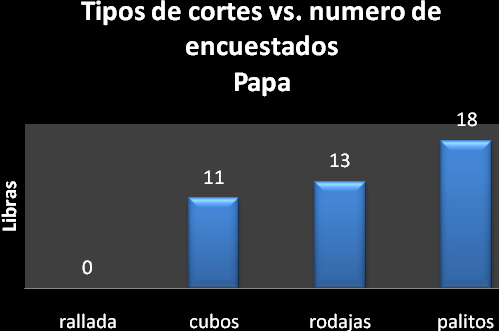 Tipos de cortes vs. numero de
encuestados
Papa
18
13
11
0
Libras
rallada cubos rodajas palitos